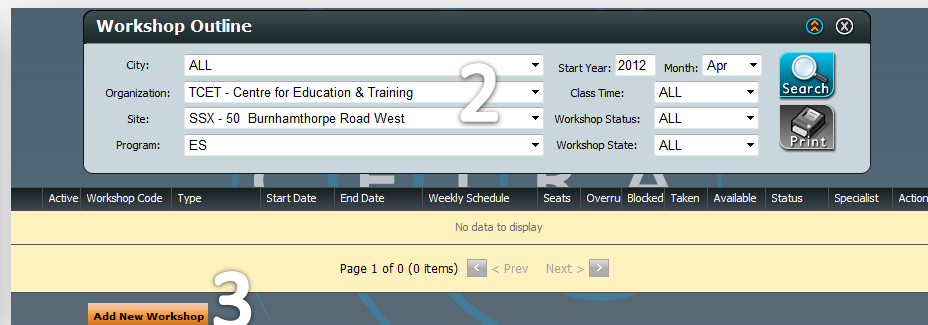 Workshop Outline
City: ALL Start Year: 2012 Month: Apr
Organization: TCET - Centre for Education & Training Class Time: ALL
Search
2
Site: SSX - 50 Burnhamthorpe Road West Workshop Status: ALL
Program: ES Workshop State: ALL
Print
Active Workshop Code Type Start Date End Date Weekly Schedule Seats Overru Blocked Taken Available Status Specialist Action
No data to display
Page 1 of 0 (0 items) < < Prev Next > >
3
Add New Workshop